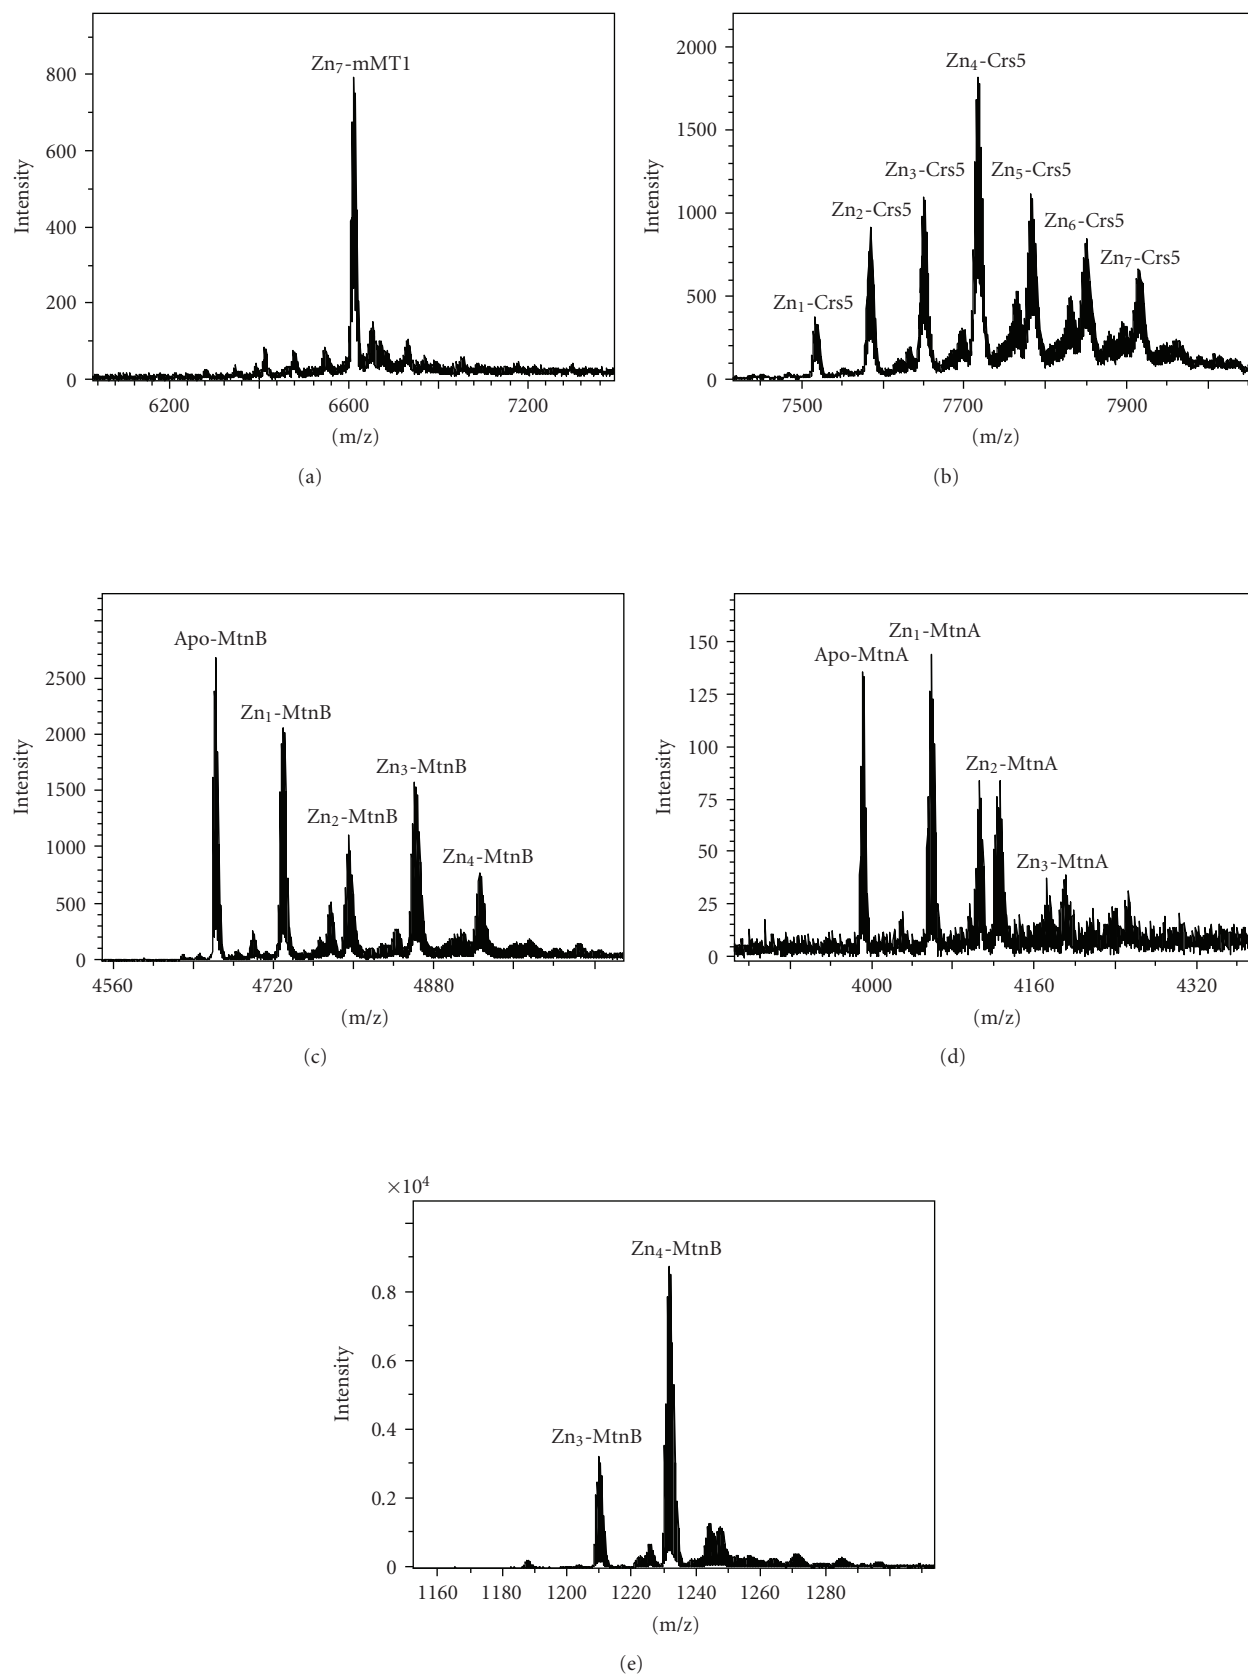 Zn7-mMT1
800
600
400
200
0
Intensity
6200
6600
7200
(m/z)
(a)
Zn4-Crs5
Zn3-Crs5
Zn5-Crs5
Zn2-Crs5
Zn6-Crs5
Zn7-Crs5
Zn1-Crs5
2000
1500
1000
500
0
Intensity
7500
7700
7900
(m/z)
(b)
Apo-MtnB
Zn1-MtnB
Zn3-MtnB
Zn2-MtnB
Zn4-MtnB
2500
2000
1500
1000
500
0
Intensity
4560
4720
4880
(m/z)
(c)
Zn1-MtnA
Apo-MtnA
Zn2-MtnA
Zn3-MtnA
150
125
100
75
50
25
0
Intensity
4000
4160
4320
(m/z)
(d)
×10^4
Zn4-MtnB
Zn3-MtnB
0.8
0.6
0.4
0.2
0
Intensity
1160
1180
1200
1220
1240
1260
1280
(m/z)
(e)